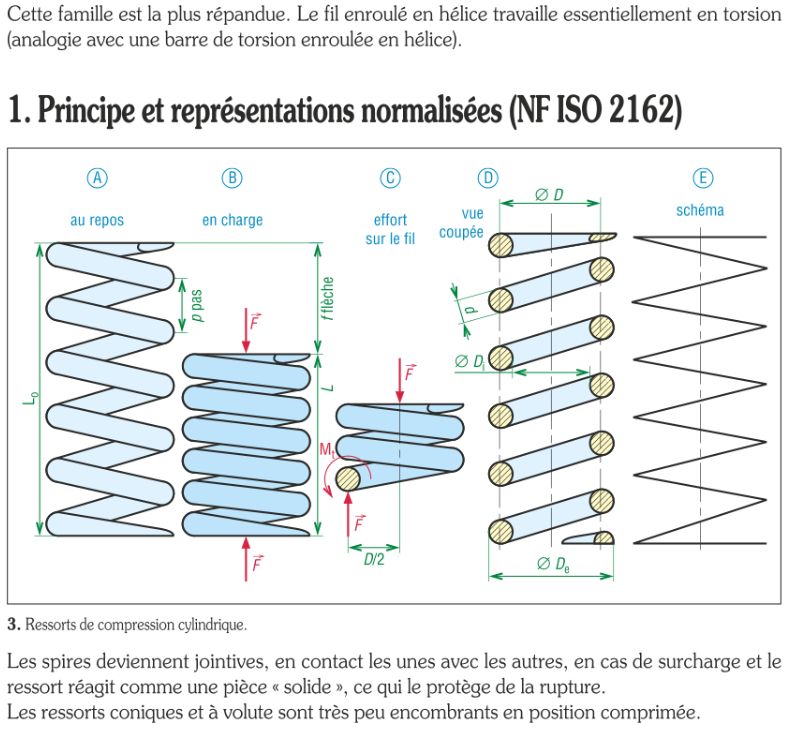 Cette famille est la plus répandue. Le fil enroulé en hélice travaille essentiellement en torsion
(analogie avec une barre de torsion enroulée en hélice).
1. Principe et représentations normalisées (NF ISO 2162)
A
B
C
D
E
au repos
en charge
effort
sur le fil
vue
coupée
schéma
Ø D
p pas
f flèche
F
L₀
L
F
d
Ø Dᵢ
Mₜ
F
F
D/2
Ø Dₑ
3. Ressorts de compression cylindrique.
Les spires deviennent jointives, en contact les unes avec les autres, en cas de surcharge et le
ressort réagit comme une pièce « solide », ce qui le protège de la rupture.
Les ressorts coniques et à volute sont très peu encombrants en position comprimée.